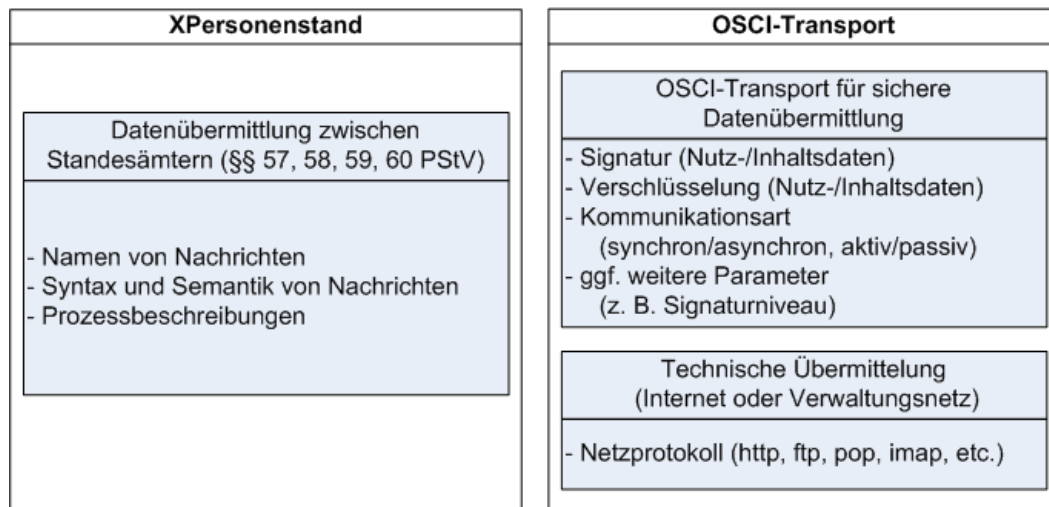 XPersonenstand
Datenübermittlung zwischen
Standesämtern (§§ 57, 58, 59, 60 PStV)
- Namen von Nachrichten
- Syntax und Semantik von Nachrichten
- Prozessbeschreibungen
OSCI-Transport
OSCI-Transport für sichere
Datenübermittlung
- Signatur (Nutz-/Inhaltsdaten)
- Verschlüsselung (Nutz-/Inhaltsdaten)
- Kommunikationsart
(synchron/asynchron, aktiv/passiv)
- ggf. weitere Parameter
(z. B. Signaturniveau)
Technische Übermittelung
(Internet oder Verwaltungsnetz)
- Netzprotokoll (http, ftp, pop, imap, etc.)